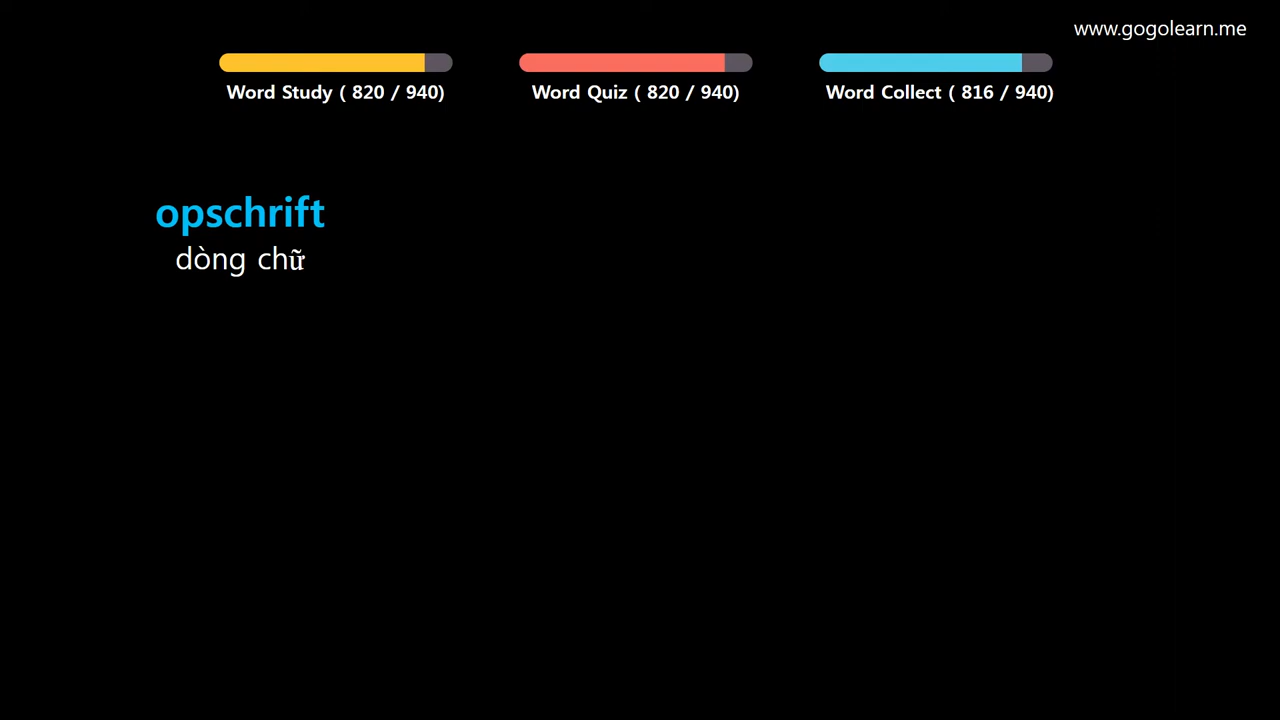 www.gogolearn.me
Word Study ( 820 / 940)
Word Quiz ( 820 / 940)
Word Collect ( 816 / 940)
opschrift
dòng chữ